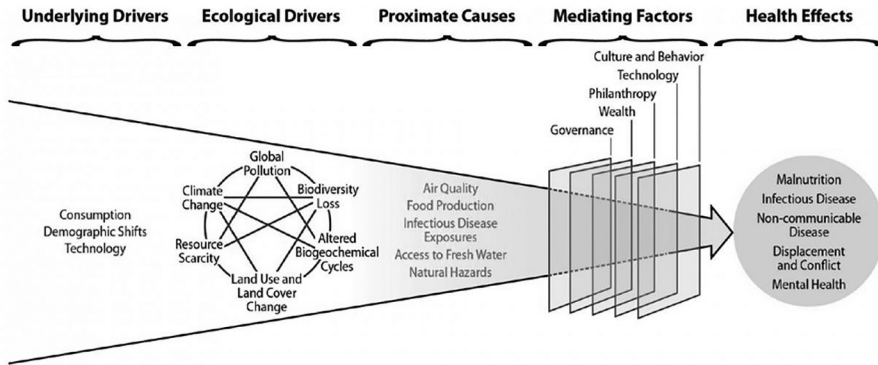 Underlying Drivers
Ecological Drivers
Proximate Causes
Mediating Factors
Health Effects
Consumption
Demographic Shifts
Technology
Global
Pollution
Biodiversity
Loss
Altered
Biogeochemical
Cycles
Land Use and
Land Cover
Change
Resource
Scarcity
Climate
Change
Air Quality
Food Production
Infectious Disease
Exposures
Access to Fresh Water
Natural Hazards
Culture and Behavior
Technology
Philanthropy
Wealth
Governance
Malnutrition
Infectious Disease
Non-communicable
Disease
Displacement
and Conflict
Mental Health